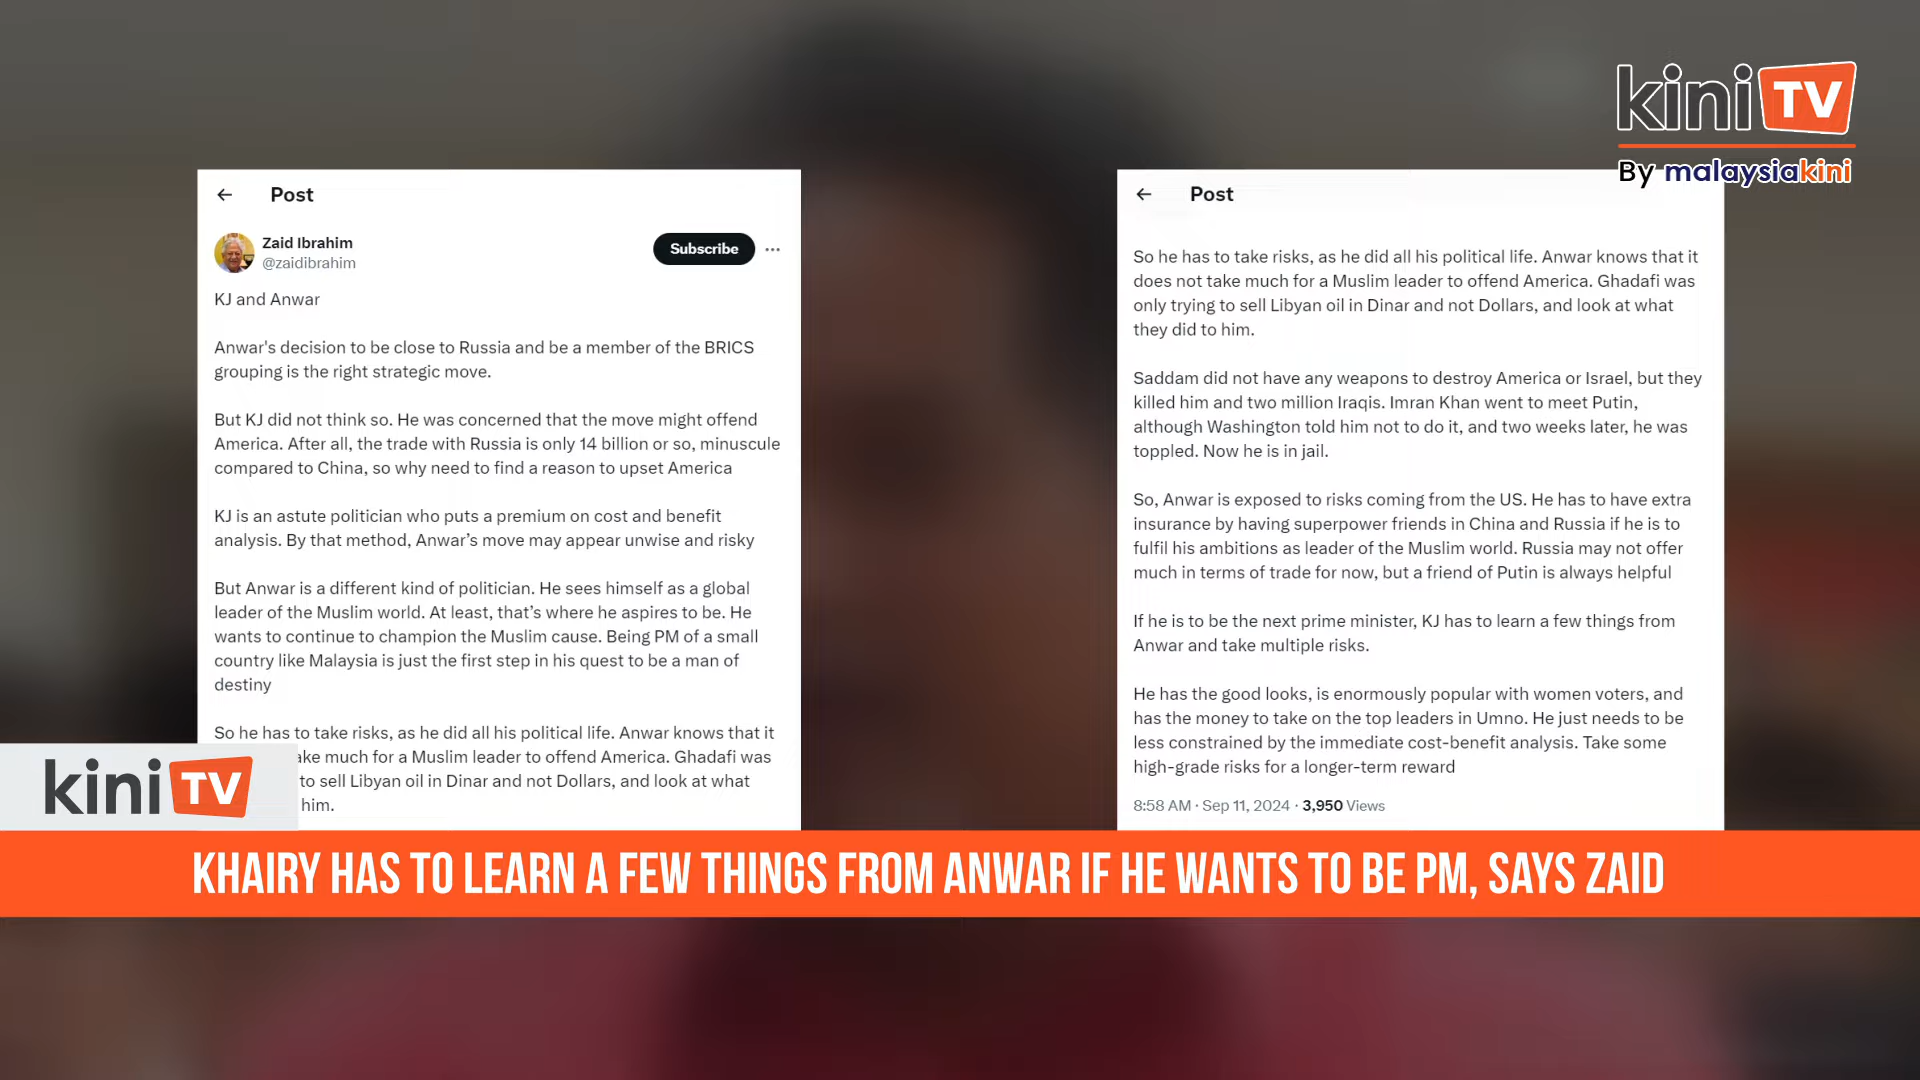 kini TV
By malaysiakini
Post
Zaid Ibrahim
@zaidibrahim
Subscribe
KJ and Anwar
Anwar's decision to be close to Russia and be a member of the BRICS
grouping is the right strategic move.
But KJ did not think so. He was concerned that the move might offend
America. After all, the trade with Russia is only 14 billion or so, minuscule
compared to China, so why need to find a reason to upset America
KJ is an astute politician who puts a premium on cost and benefit
analysis. By that method, Anwar’s move may appear unwise and risky
But Anwar is a different kind of politician. He sees himself as a global
leader of the Muslim world. At least, that’s where he aspires to be. He
wants to continue to champion the Muslim cause. Being PM of a small
country like Malaysia is just the first step in his quest to be a man of
destiny
So he has to take risks, as he did all his political life. Anwar knows that it
ake much for a Muslim leader to offend America. Ghadafi was
to sell Libyan oil in Dinar and not Dollars, and look at what
him.
Post
So he has to take risks, as he did all his political life. Anwar knows that it
does not take much for a Muslim leader to offend America. Ghadafi was
only trying to sell Libyan oil in Dinar and not Dollars, and look at what
they did to him.
Saddam did not have any weapons to destroy America or Israel, but they
killed him and two million Iraqis. Imran Khan went to meet Putin,
although Washington told him not to do it, and two weeks later, he was
toppled. Now he is in jail.
So, Anwar is exposed to risks coming from the US. He has to have extra
insurance by having superpower friends in China and Russia if he is to
fulfil his ambitions as leader of the Muslim world. Russia may not offer
much in terms of trade for now, but a friend of Putin is always helpful
If he is to be the next prime minister, KJ has to learn a few things from
Anwar and take multiple risks.
He has the good looks, is enormously popular with women voters, and
has the money to take on the top leaders in Umno. He just needs to be
less constrained by the immediate cost-benefit analysis. Take some
high-grade risks for a longer-term reward
8:58 AM · Sep 11, 2024 · 3,950 Views
kini TV
KHAIRY HAS TO LEARN A FEW THINGS FROM ANWAR IF HE WANTS TO BE PM, SAYS ZAID